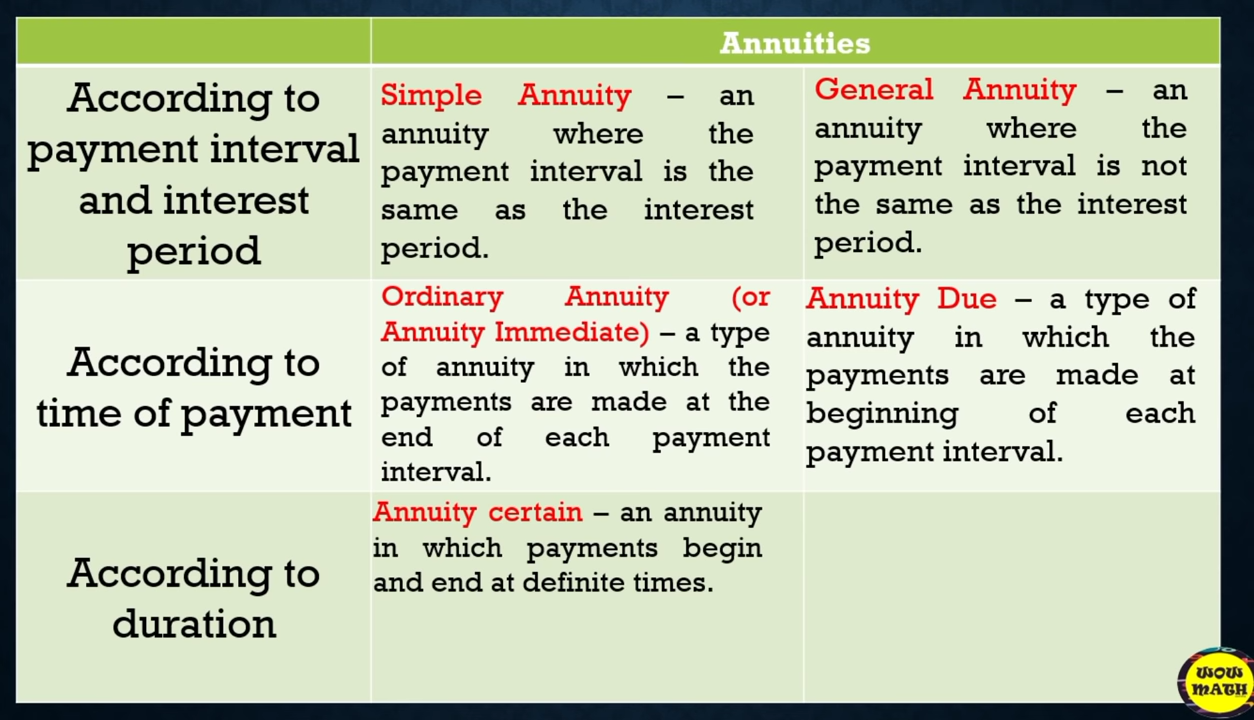 Annuities
According to
payment interval
and interest
period
Simple Annuity – an
annuity where the
payment interval is the
same as the interest
period.
General Annuity – an
annuity where the
payment interval is not
the same as the interest
period.
According to
time of payment
Ordinary Annuity (or
Annuity Immediate) – a type
of annuity in which the
payments are made at the
end of each payment
interval.
Annuity Due – a type of
annuity in which the
payments are made at
beginning of each
payment interval.
According to
duration
Annuity certain – an annuity
in which payments begin
and end at definite times.
WOW
MATH